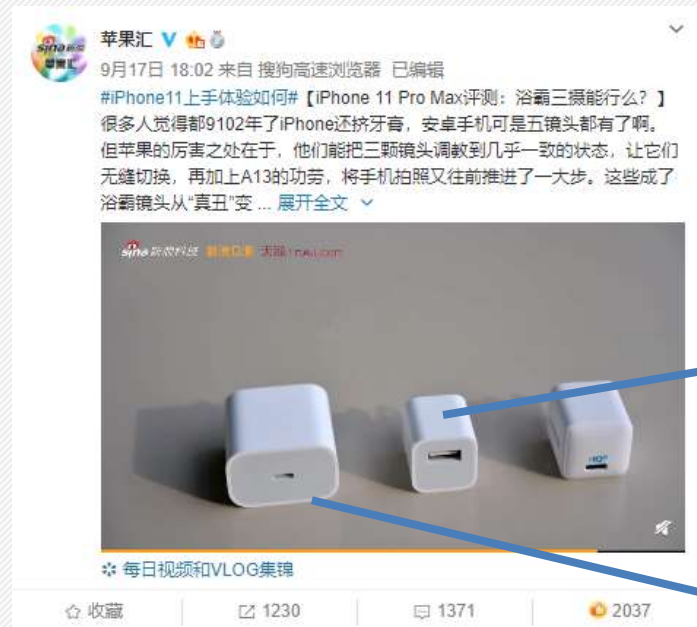 苹果汇
9月17日 18:02 来自 搜狗高速浏览器 已编辑
#iPhone11上手体验如何#【iPhone 11 Pro Max评测：浴霸三摄能行么？】
很多人觉得都9102年了iPhone还挤牙膏，安卓手机可是五镜头都有了啊。
但苹果的厉害之处在于，他们能把三颗镜头调教到几乎一致的状态，让它们
无缝切换，再加上A13的功劳，将手机拍照又往前推进了一大步。这些成了
浴霸镜头从“真丑”变 ... 展开全文
sina 新浪科技
每日视频和VLOG集锦
收藏 1230 1371 2037